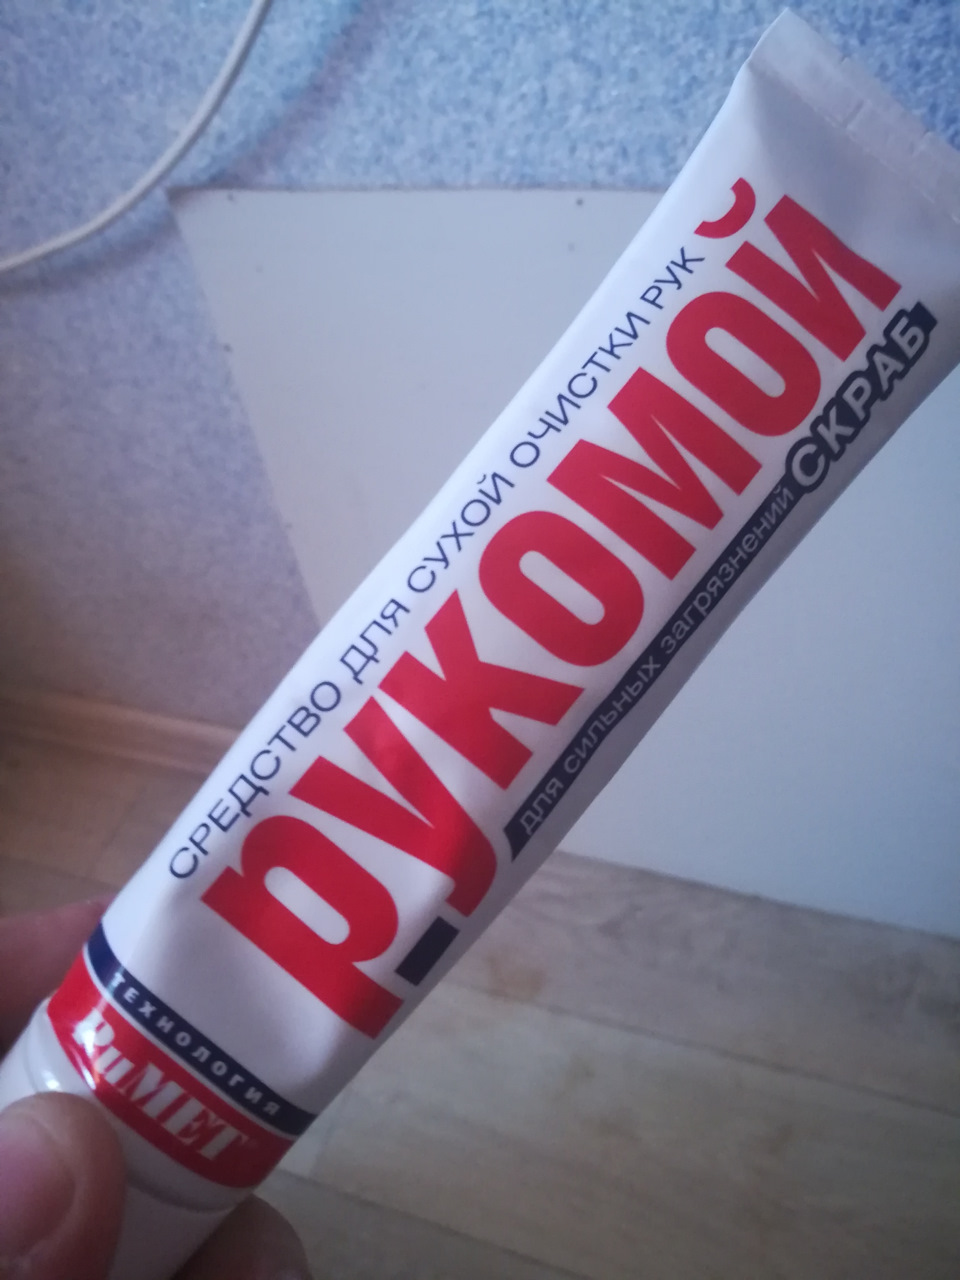 СРЕДСТВО ДЛЯ СУХОЙ ОЧИСТКИ РУК
РУКОМОЙ
для сильных загрязнений СКРАБ
ТЕХНОЛОГИЯ
RuMET